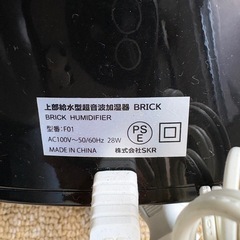 上部給水型超音波加湿器 BRICK
BRICK HUMIDIFIER
型番:F01
AC100V～50/60Hz 28W
MADE IN CHINA 株式会社SKR
PSE